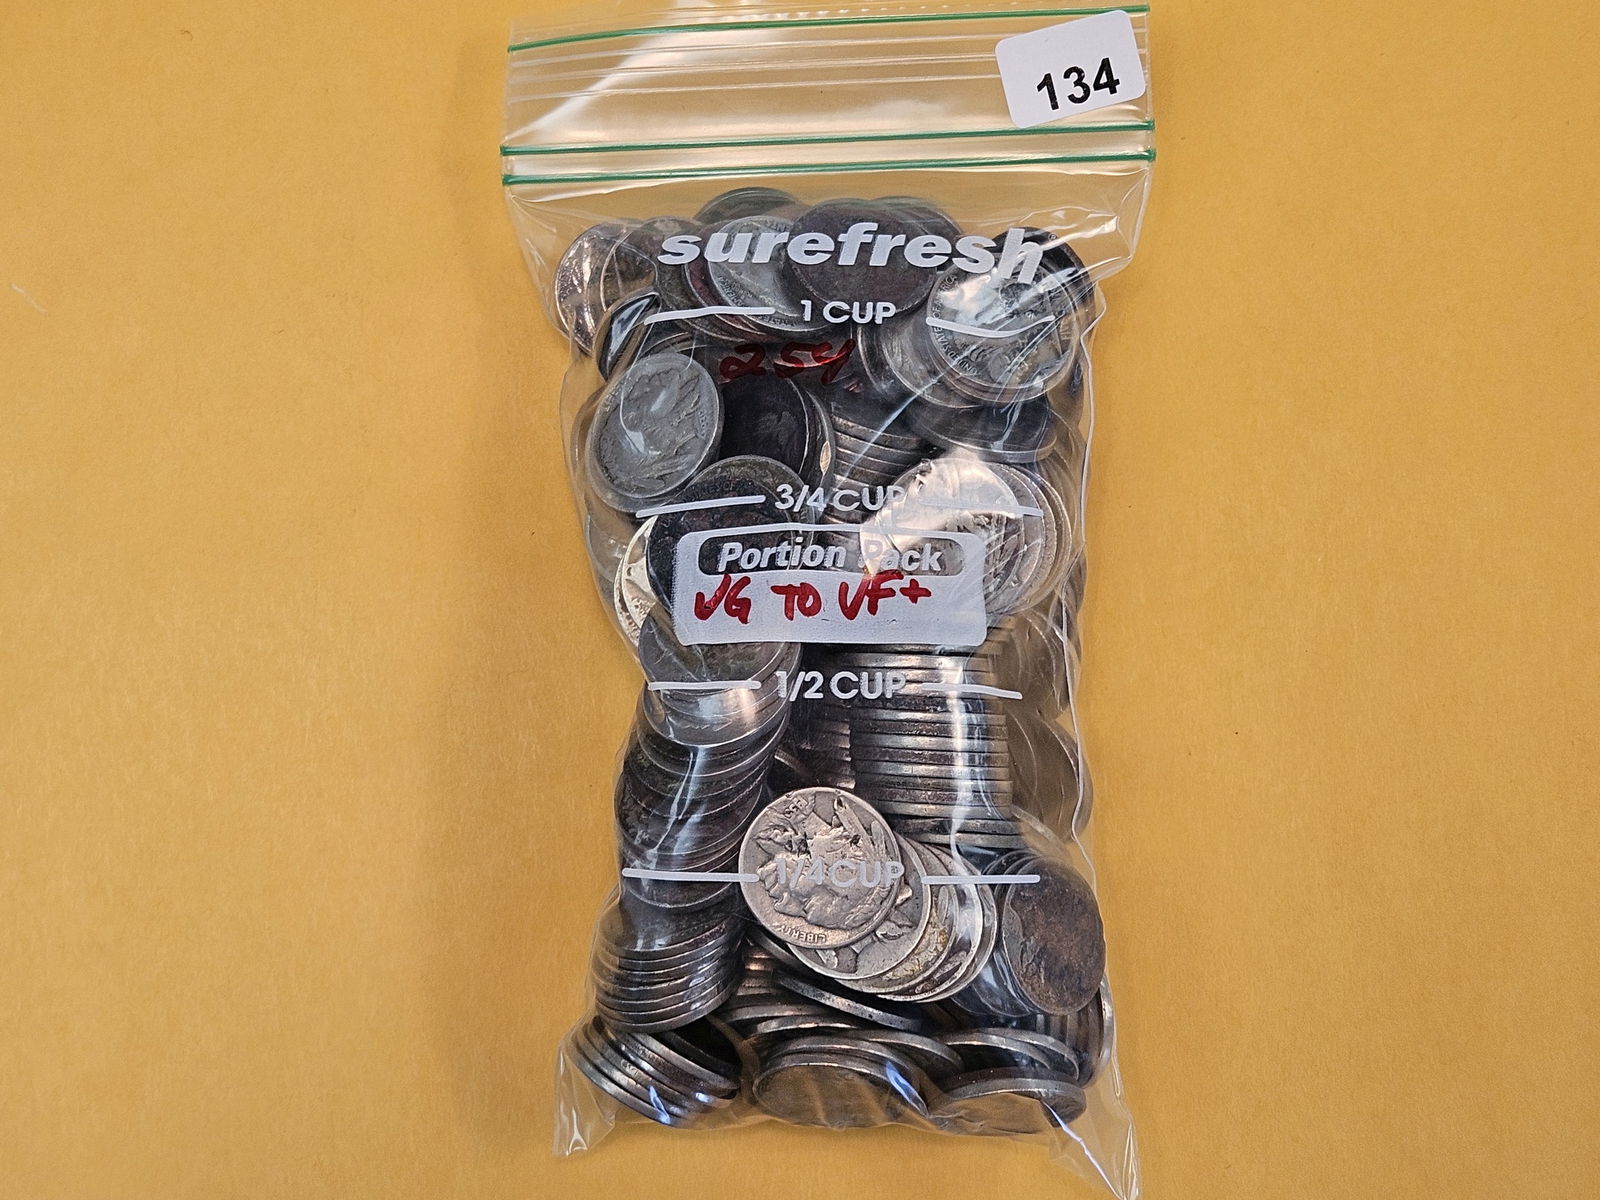 134
surefresh
1 CUP
254
3/4 CUP
Portion Pack
VG TO VF+
1/2 CUP
1/4 CUP
LIBERTY